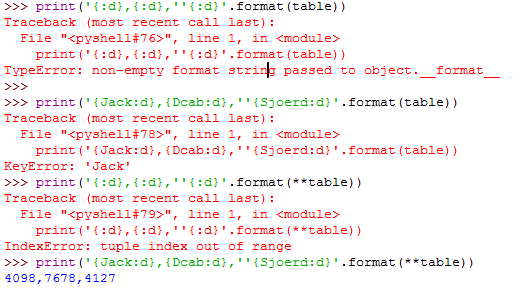 >>> print('{:d},{:d},''{:d}'.format(table))
Traceback (most recent call last):
  File "<pyshell#76>", line 1, in <module>
    print('{:d},{:d},''{:d}'.format(table))
TypeError: non-empty format string passed to object.__format__
>>>
>>> print('{Jack:d},{Dcab:d},''{Sjoerd:d}'.format(table))
Traceback (most recent call last):
  File "<pyshell#78>", line 1, in <module>
    print('{Jack:d},{Dcab:d},''{Sjoerd:d}'.format(table))
KeyError: 'Jack'
>>> print('{:d},{:d},''{:d}'.format(**table))
Traceback (most recent call last):
  File "<pyshell#79>", line 1, in <module>
    print('{:d},{:d},''{:d}'.format(**table))
IndexError: tuple index out of range
>>> print('{Jack:d},{Dcab:d},''{Sjoerd:d}'.format(**table))
4098,7678,4127